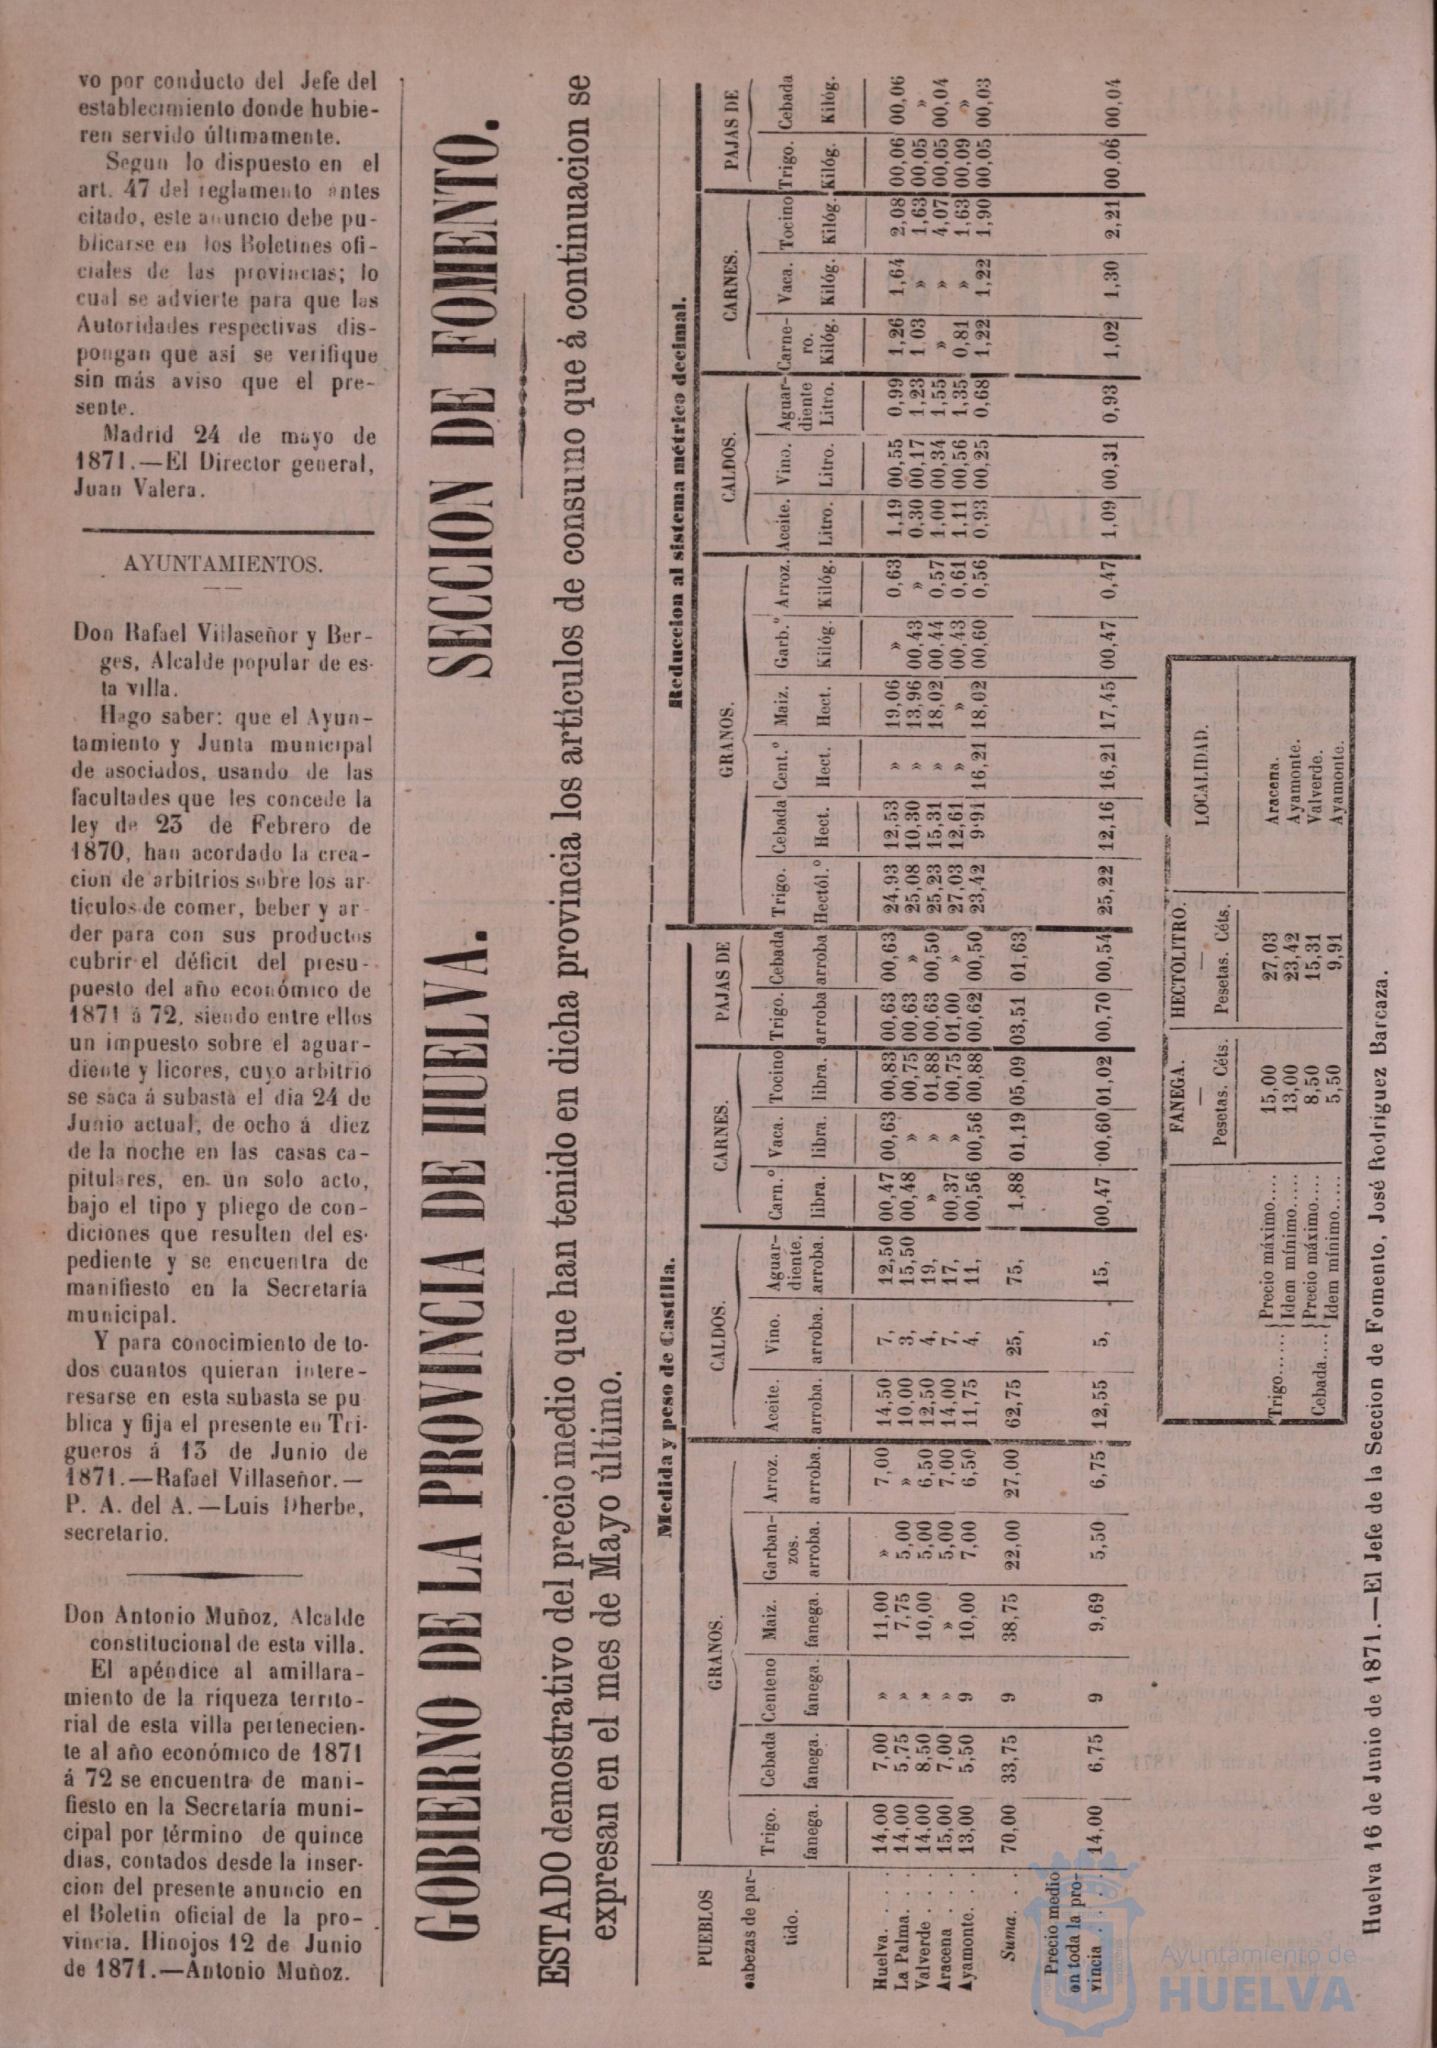 vo por conducto del Jefe del
establecimiento donde hubie-
ren servido últimamente.
Segun lo dispuesto en el
art. 47 del reglamento antes
citado, este anuncio debe pu-
blicarse en los Boletines ofi-
ciales de las provincias; lo
cual se advierte para que las
Autoridades respectivas dis-
pongan que asi se verifique
sin más aviso que el pre-
sente.
Madrid 24 de mayo de
1871.—El Director general,
Juan Valera.
AYUNTAMIENTOS.
Don Rafael Villaseñor y Ber-
ges, Alcalde popular de es-
ta villa.
Hago saber: que el Ayun-
tamiento y Junta municipal
de asociados, usando de las
facultades que les concede la
ley de 23 de Febrero de
1870, han acordado la crea-
cion de arbitrios sobre los ar-
tículos de comer, beber y ar-
der para con sus productos
cubrir el déficit del presu-
puesto del año económico de
1871 á 72, siendo entre ellos
un impuesto sobre el aguar-
diente y licores, cuyo arbitrio
se saca á subasta el dia 24 de
Junio actual, de ocho á diez
de la noche en las casas ca-
pitulares, en un solo acto,
bajo el tipo y pliego de con-
diciones que resulten del es-
pediente y se encuentra de
manifiesto en la Secretaría
municipal.
Y para conocimiento de to-
dos cuantos quieran intere-
resarse en esta subasta se pu
blica y fija el presente en Tri-
gueros á 13 de Junio de
1871.—Rafael Villaseñor.—
P. A. del A.—Luis Dherbe,
secretario.
Don Antonio Muñoz, Alcalde
constitucional de esta villa.
El apéndice al amillara-
miento de la riqueza territo-
rial de esta villa pertenecien-
te al año económico de 1871
á 72 se encuentra de mani-
fiesto en la Secretaría muni-
cipal por término de quince
dias, contados desde la inser-
cion del presente anuncio en
el Boletin oficial de la pro-
vincia. Hinojos 12 de Junio
de 1871.—Antonio Muñoz.
GOBIERNO DE LA PROVINCIA DE HUELVA. SECCION DE FOMENTO.
ESTADO demostrativo del precio medio que han tenido en dicha provincia los artículos de consumo que á continuacion se
expresan en el mes de Mayo último.
Medida y peso de Castilla. Reduccion al sistema métrico decimal.
PUEBLOS GRANOS. CALDOS. CARNES. PAJAS DE GRANOS. CALDOS. CARNES. PAJAS DE
cabezas de par- Trigo. Cebada Centeno Maiz. Garban- Arroz. Aceite. Vino. Aguar- Carn.º Vaca. Tocino Trigo. Cebada Trigo. Cebada Cent.º Maiz. Garb.º Arroz. Aceite. Vino. Aguar- Carne- Vaca. Tocino Trigo. Cebada
zos. diente. diente ro.
tido. fanega. fanega. fanega. fanega. arroba. arroba. arroba. arroba. arroba. libra. libra. libra. arroba arroba Hectól.º Hect. Hect. Hect. Kilóg. Kilóg. Litro. Litro. Litro. Kilóg. Kilóg. Kilóg. Kilóg. Kilóg.
Huelva. . . 14,00 7,00 » 11,00 » 7,00 14,50 7, 12,50 00,47 00,63 00,83 00,63 00,63 24,93 12,53 » 19,06 » 0,63 1,19 00,55 0,99 1,26 1,64 2,08 00,06 00,06
La Palma. . . 14,00 5,75 » 7,75 5,00 » 10,00 3, 15,50 00,48 » 00,75 00,63 » 25,08 10,30 » 13,96 00,43 » 0,30 00,17 1,23 1,03 » 1,63 00,05 »
Valverde . . . 14,00 8,50 » 10,00 5,00 6,50 12,50 4, 19, » » 01,88 00,63 00,50 25,23 15,31 » 18,02 00,44 0,57 1,00 00,34 1,55 » » 4,07 00,05 00,04
Aracena . . . 15,00 7,00 » » 5,00 7,00 14,00 7, 17, 00,37 » 00,75 01,00 » 27,03 12,61 » » 00,43 0,61 1,11 00,56 1,35 0,81 » 1,63 00,09 »
Ayamonte. . . 13,00 5,50 9 10,00 7,00 6,50 11,75 4, 11, 00,56 00,56 00,88 00,62 00,50 23,42 9,91 16,21 18,02 00,60 0,56 0,93 00,25 0,68 1,22 1,22 1,90 00,05 00,03
Suma. . . 70,00 33,75 9 38,75 22,00 27,00 62,75 25, 75, 1,88 01,19 05,09 03,51 01,63
Precio medio
en toda la pro-
vincia . . . . 14,00 6,75 9 9,69 5,50 6,75 12,55 5, 15, 00,47 00,60 01,02 00,70 00,54 25,22 12,16 16,21 17,45 00,47 0,47 1,09 00,31 0,93 1,02 1,30 2,21 00,06 00,04
FANEGA. HECTÓLITRO. LOCALIDAD.
Pesetas. Céts. Pesetas. Céts.
Trigo...... Precio máximo.... 15,00 27,03 Aracena.
Idem mínimo..... 13,00 23,42 Ayamonte.
Cebada.... Precio máximo.... 8,50 15,31 Valverde.
Idem mínimo..... 5,50 9,91 Ayamonte.
Huelva 16 de Junio de 1871.—El Jefe de la Seccion de Fomento, José Rodriguez Barcaza.
Ayuntamiento de
HUELVA